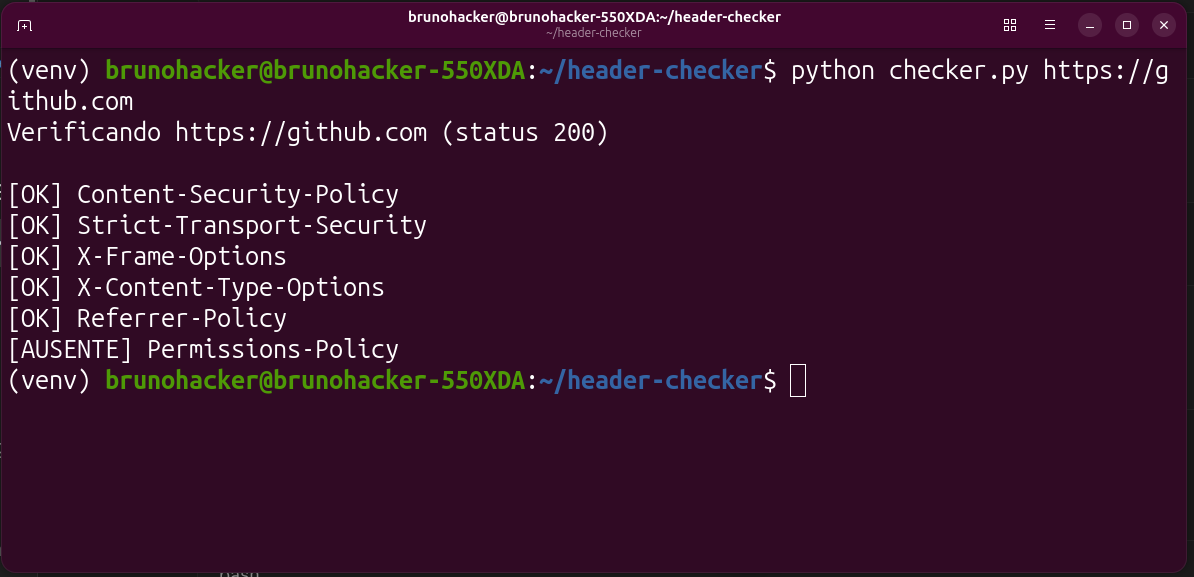 brunohacker@brunohacker-550XDA:~/header-checker
~/header-checker
(venv) brunohacker@brunohacker-550XDA:~/header-checker$ python checker.py https://g
ithub.com
Verificando https://github.com (status 200)
[OK] Content-Security-Policy
[OK] Strict-Transport-Security
[OK] X-Frame-Options
[OK] X-Content-Type-Options
[OK] Referrer-Policy
[AUSENTE] Permissions-Policy
(venv) brunohacker@brunohacker-550XDA:~/header-checker$